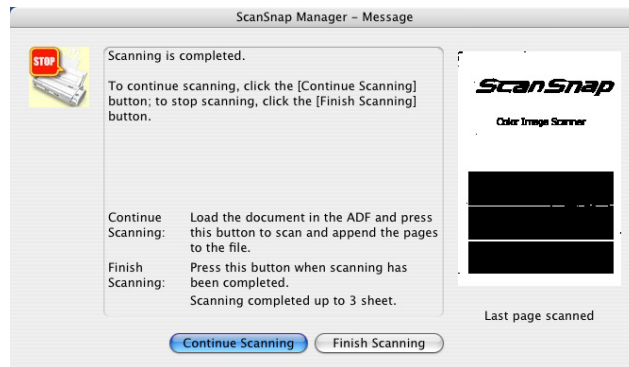 ScanSnap Manager – Message
STOP
Scanning is completed.
To continue scanning, click the [Continue Scanning]
button; to stop scanning, click the [Finish Scanning]
button.
Continue Scanning: Load the document in the ADF and press
this button to scan and append the pages
to the file.
Finish Scanning: Press this button when scanning has
been completed.
Scanning completed up to 3 sheet.
ScanSnap
Color Image Scanner
Last page scanned
Continue Scanning
Finish Scanning